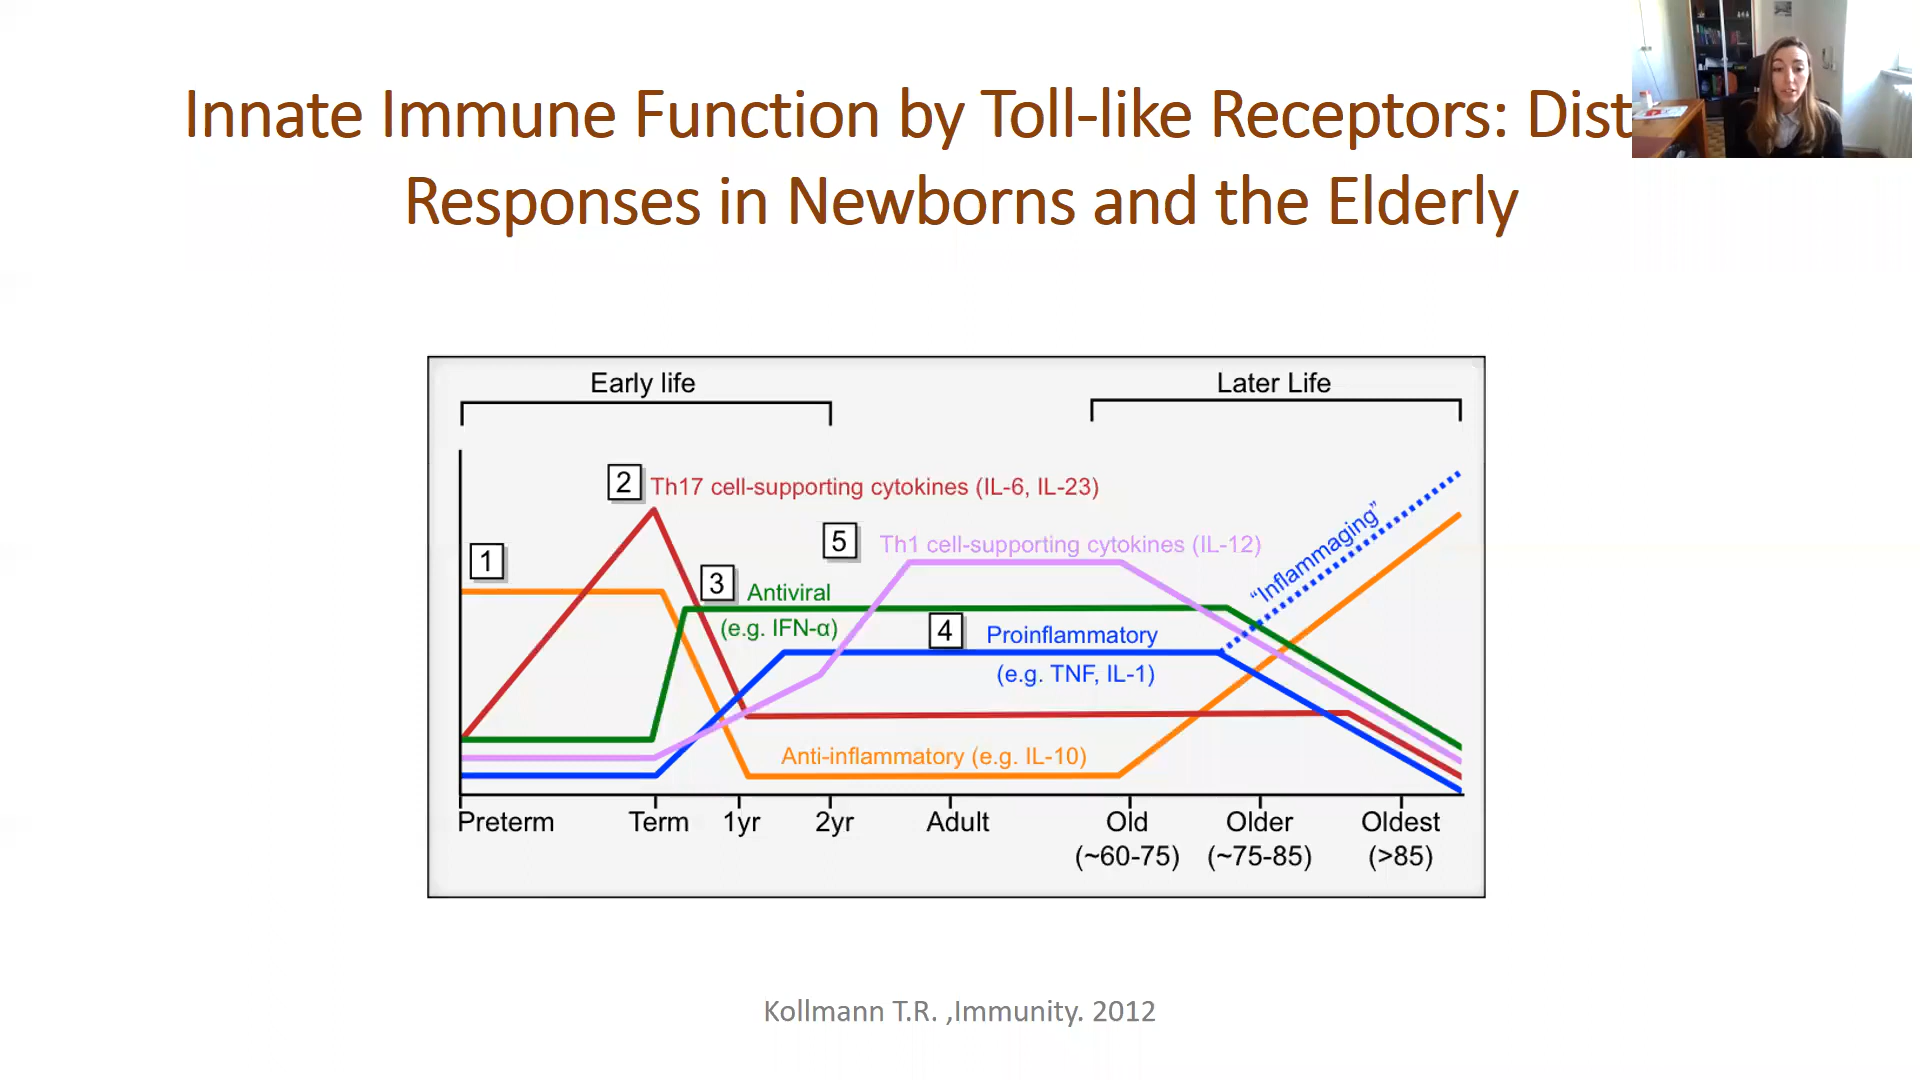 Innate Immune Function by Toll-like Receptors: Dist
Responses in Newborns and the Elderly
Early life
Later Life
2
Th17 cell-supporting cytokines (IL-6, IL-23)
1
5
Th1 cell-supporting cytokines (IL-12)
"Inflammaging"
3
Antiviral
(e.g. IFN-α)
4
Proinflammatory
(e.g. TNF, IL-1)
Anti-inflammatory (e.g. IL-10)
Preterm
Term
1yr
2yr
Adult
Old
(~60-75)
Older
(~75-85)
Oldest
(>85)
Kollmann T.R. ,Immunity. 2012